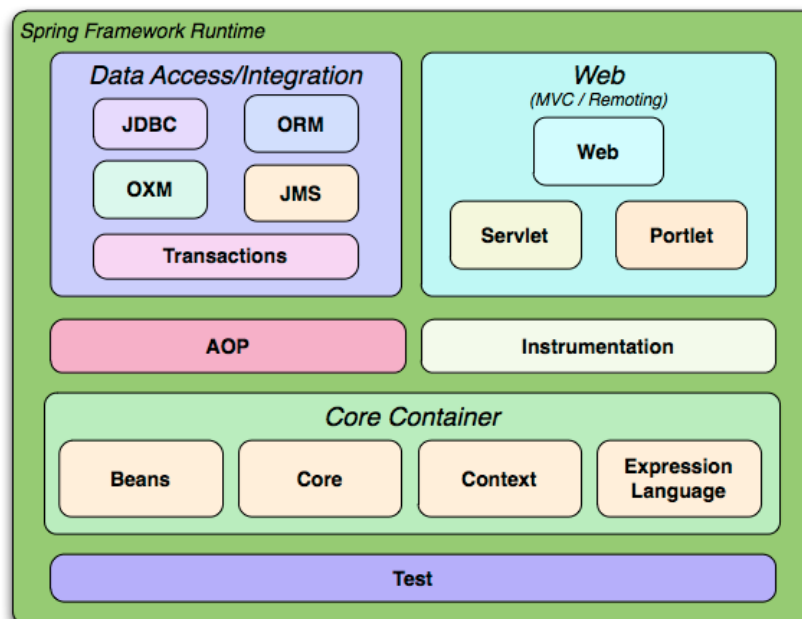 Spring Framework Runtime
Data Access/Integration
JDBC
ORM
OXM
JMS
Transactions
Web
(MVC / Remoting)
Web
Servlet
Portlet
AOP
Instrumentation
Core Container
Beans
Core
Context
Expression
Language
Test